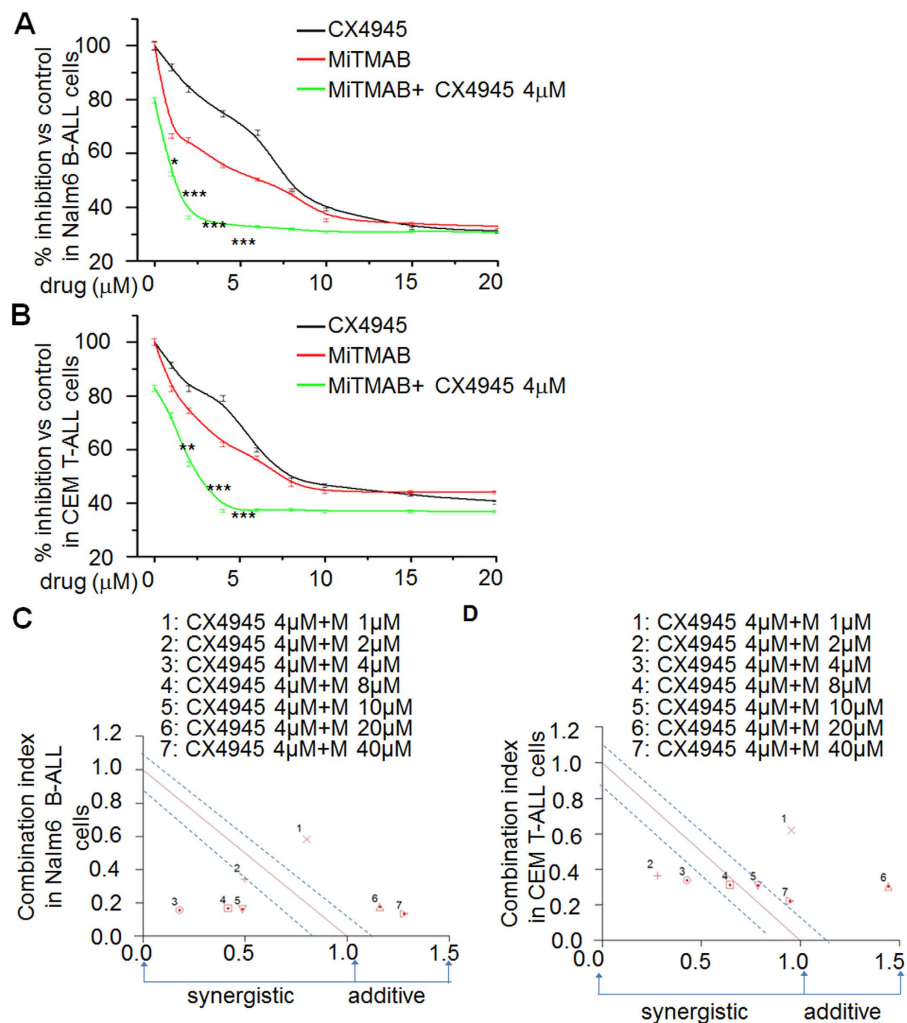 A
CX4945
MiTMAB
MiTMAB+ CX4945 4μM
% inhibition vs control
in Nalm6 B-ALL cells
100
80
60
40
20
*
***
***
***
drug (μM)
0 5 10 15 20
B
CX4945
MiTMAB
MiTMAB+ CX4945 4μM
% inhibition vs control
in CEM T-ALL cells
100
80
60
40
20
**
***
***
drug (μM)
0 5 10 15 20
C
1: CX4945 4μM+M 1μM
2: CX4945 4μM+M 2μM
3: CX4945 4μM+M 4μM
4: CX4945 4μM+M 8μM
5: CX4945 4μM+M 10μM
6: CX4945 4μM+M 20μM
7: CX4945 4μM+M 40μM
Combination index
in Nalm6 B-ALL
cells
1.2
1.0
0.8
0.6
0.4
0.2
0.0
1
2
3
4
5
6
7
0.0 0.5 1.0 1.5
synergistic additive
D
1: CX4945 4μM+M 1μM
2: CX4945 4μM+M 2μM
3: CX4945 4μM+M 4μM
4: CX4945 4μM+M 8μM
5: CX4945 4μM+M 10μM
6: CX4945 4μM+M 20μM
7: CX4945 4μM+M 40μM
Combination index
in CEM T-ALL cells
1.2
1.0
0.8
0.6
0.4
0.2
0.0
1
2
3
4
5
6
7
0.0 0.5 1.0 1.5
synergistic additive